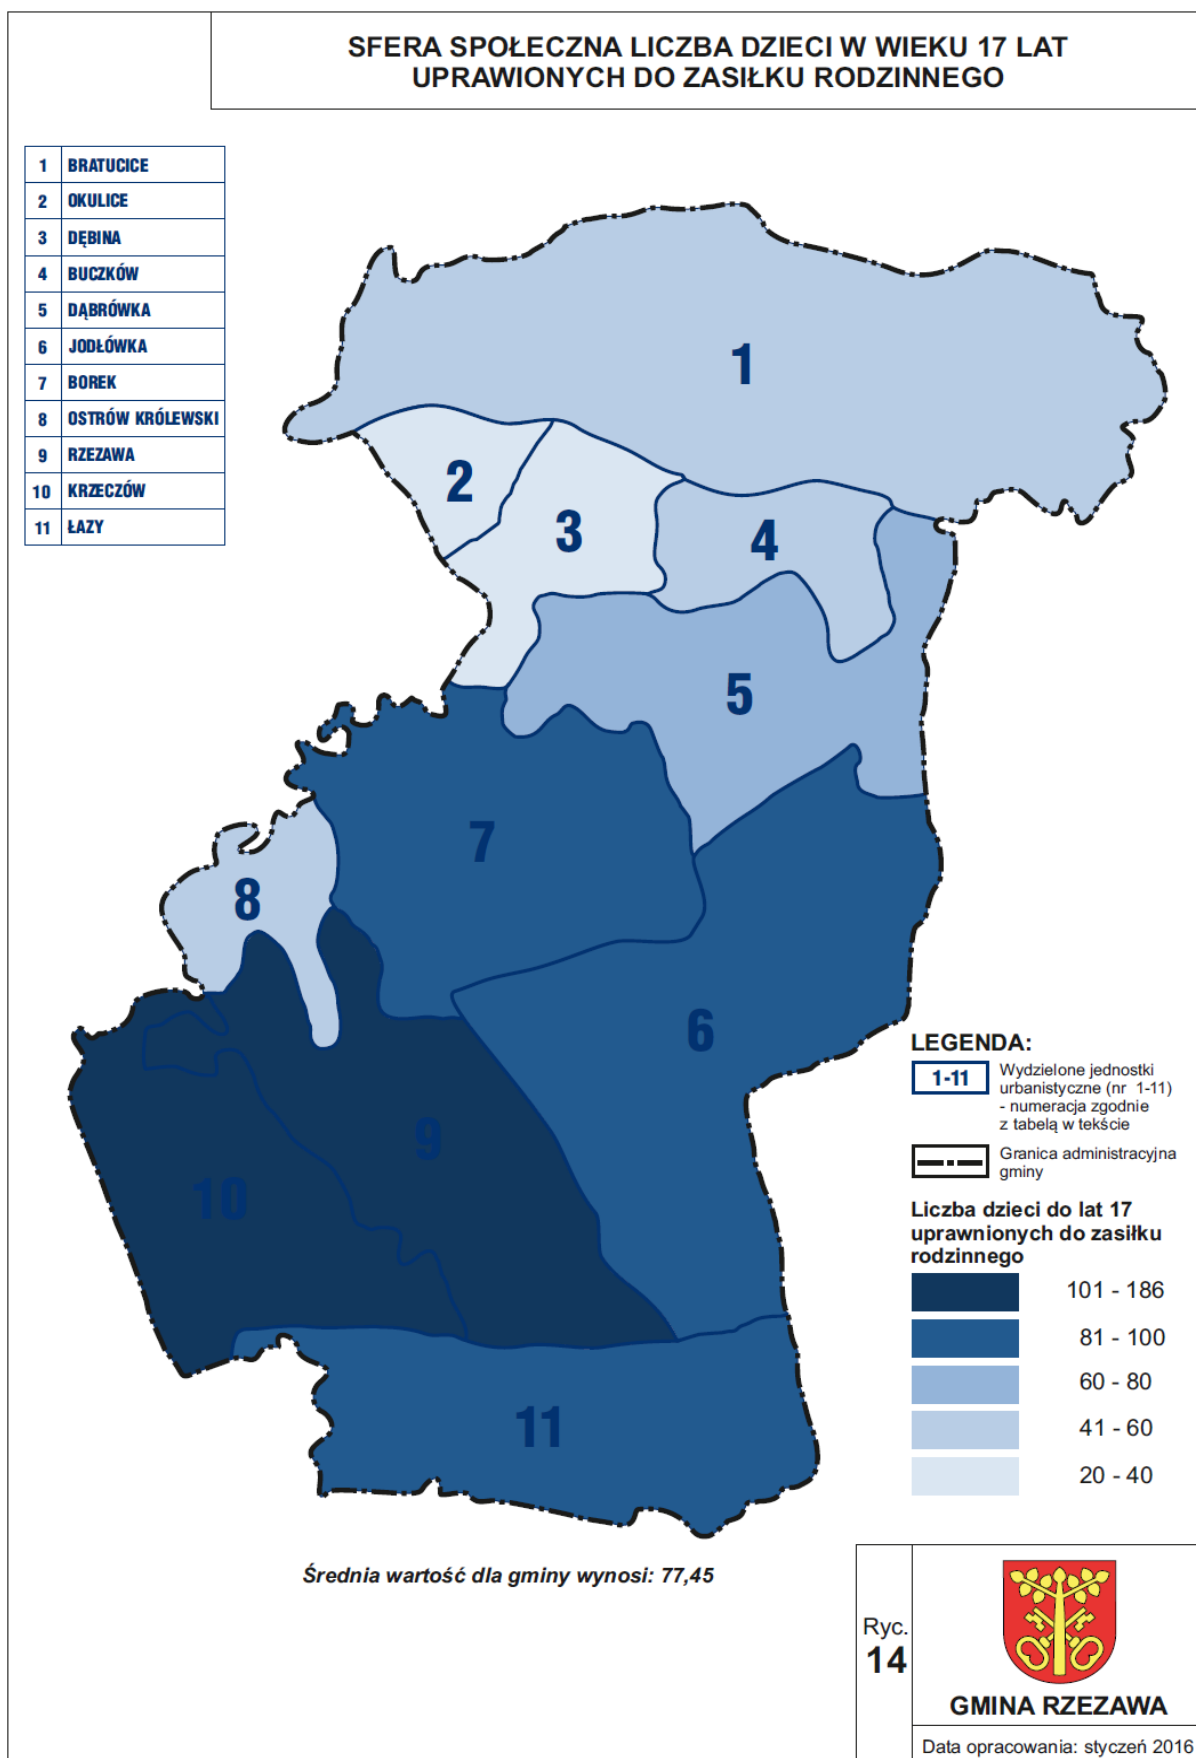 SFERA SPOŁECZNA LICZBA DZIECI W WIEKU 17 LAT
UPRAWIONYCH DO ZASIŁKU RODZINNEGO
1 BRATUCICE
2 OKULICE
3 DĘBINA
4 BUCZKÓW
5 DĄBRÓWKA
6 JODŁÓWKA
7 BOREK
8 OSTRÓW KRÓLEWSKI
9 RZEZAWA
10 KRZECZÓW
11 ŁAZY
1
2
3
4
5
7
8
6
9
10
11
LEGENDA:
1-11
Wydzielone jednostki
urbanistyczne (nr 1-11)
- numeracja zgodnie
z tabelą w tekście
Granica administracyjna
gminy
Liczba dzieci do lat 17
uprawnionych do zasiłku
rodzinnego
101 - 186
81 - 100
60 - 80
41 - 60
20 - 40
Średnia wartość dla gminy wynosi: 77,45
Ryc.
14
GMINA RZEZAWA
Data opracowania: styczeń 2016